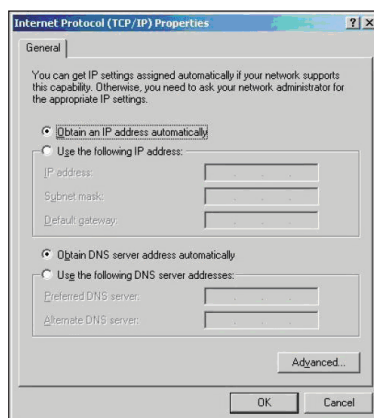 Internet Protocol (TCP/IP) Properties
General
You can get IP settings assigned automatically if your network supports
this capability. Otherwise, you need to ask your network administrator for
the appropriate IP settings.
Obtain an IP address automatically
Use the following IP address:
IP address:
Subnet mask:
Default gateway:
Obtain DNS server address automatically
Use the following DNS server addresses:
Preferred DNS server:
Alternate DNS server:
Advanced...
OK
Cancel